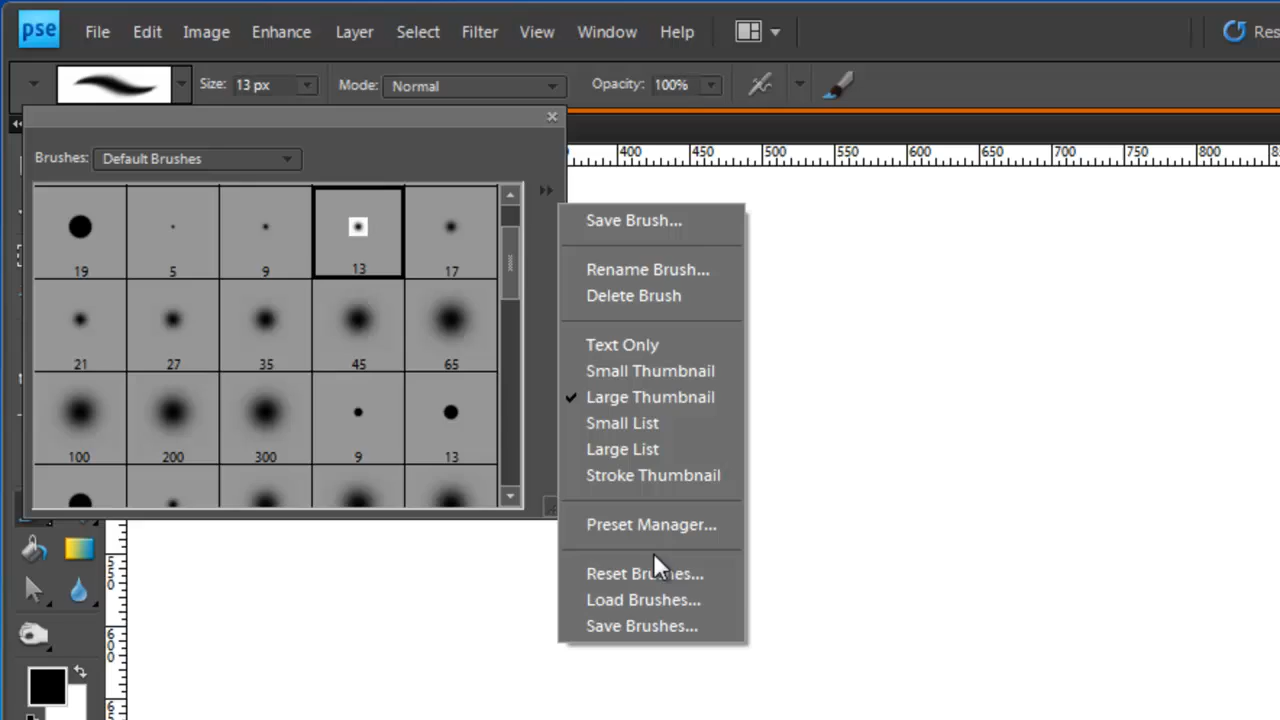 pse File Edit Image Enhance Layer Select Filter View Window Help
Size: 13 px Mode: Normal Opacity: 100%
Brushes: Default Brushes
400 450 500 550 600 650 700 750 800
19 5 9 13 17
21 27 35 45 65
100 200 300 9 13
Save Brush...
Rename Brush...
Delete Brush
Text Only
Small Thumbnail
Large Thumbnail
Small List
Large List
Stroke Thumbnail
Preset Manager...
Reset Brushes...
Load Brushes...
Save Brushes...
550
600